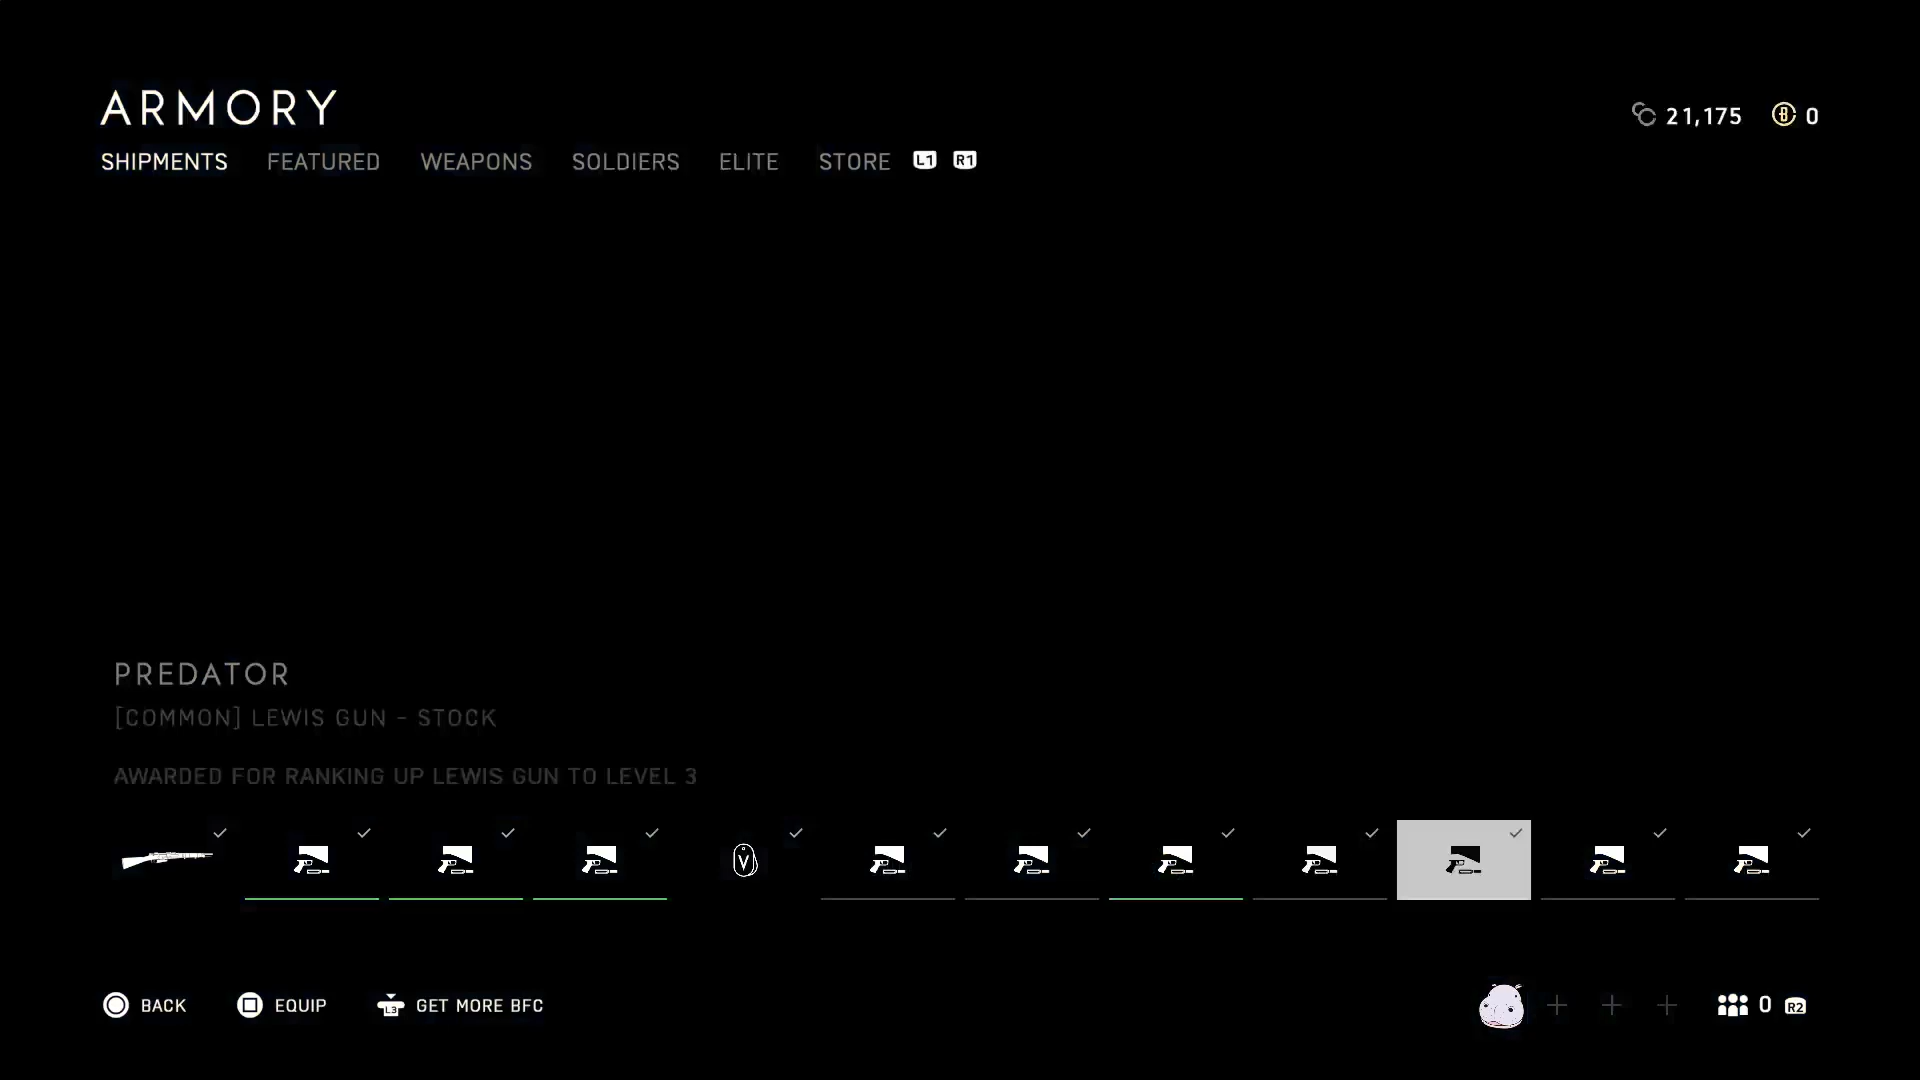 ARMORY
21,175 0
SHIPMENTS FEATURED WEAPONS SOLDIERS ELITE STORE L1 R1
PREDATOR
[COMMON] LEWIS GUN - STOCK
AWARDED FOR RANKING UP LEWIS GUN TO LEVEL 3
V
BACK EQUIP L3 GET MORE BFC 0 R2